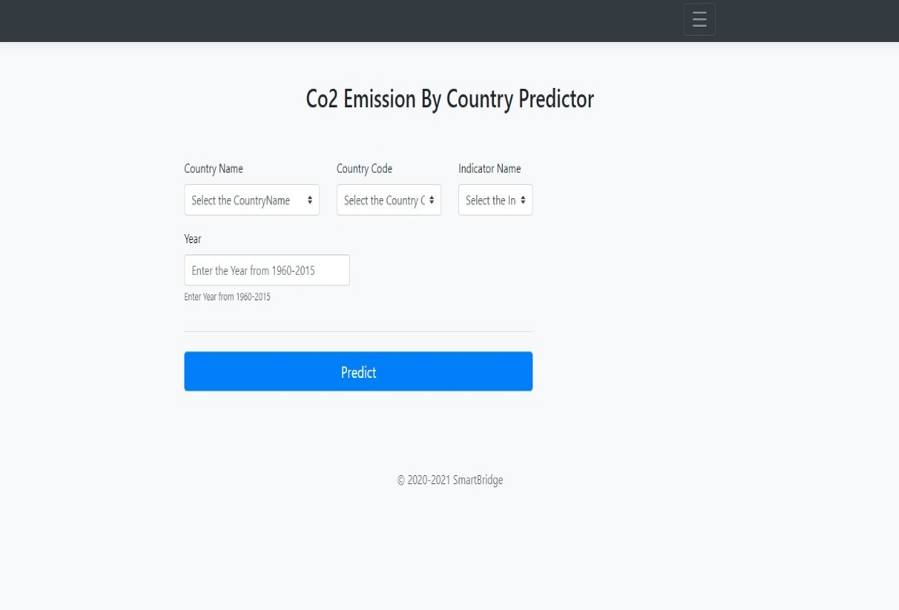 Co2 Emission By Country Predictor
Country Name Country Code Indicator Name
Select the CountryName Select the Country C Select the In
Year
Enter the Year from 1960-2015
Enter Year from 1960-2015
Predict
© 2020-2021 SmartBridge